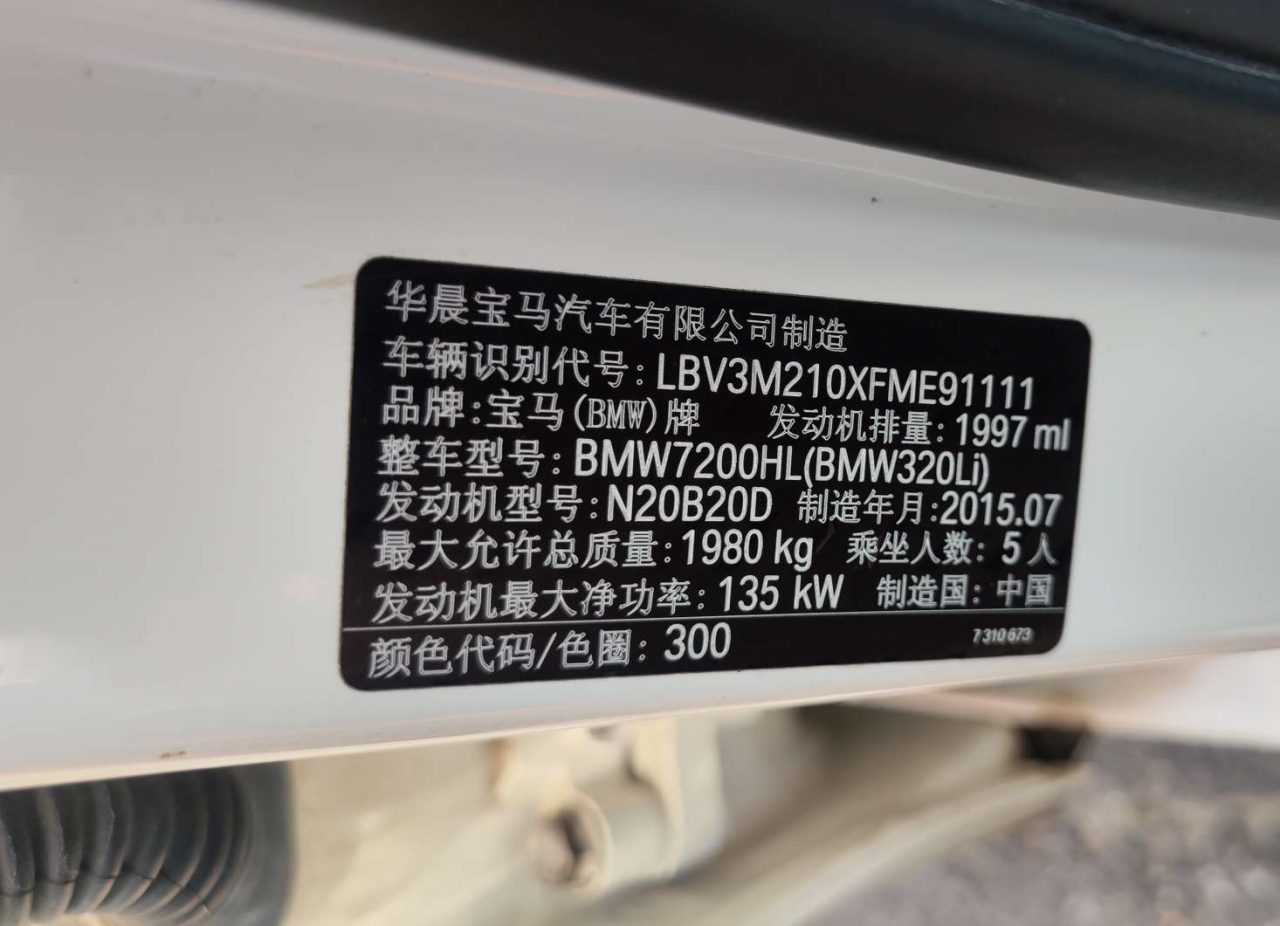 华晨宝马汽车有限公司制造
车辆识别代号：LBV3M210XFME91111
品牌：宝马(BMW)牌 发动机排量：1997 ml
整车型号：BMW7200HL(BMW320Li)
发动机型号：N20B20D 制造年月：2015.07
最大允许总质量：1980 kg 乘坐人数：5人
发动机最大净功率：135 kW 制造国：中国
颜色代码/色圈：300 7 310 673